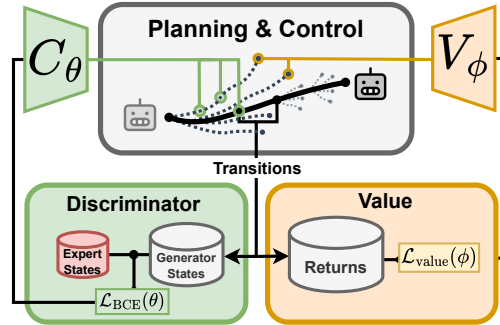 Planning & Control
C_θ
V_ϕ
Transitions
Discriminator
Value
Expert
States
Generator
States
Returns
ℒ_BCE(θ)
ℒ_value(ϕ)